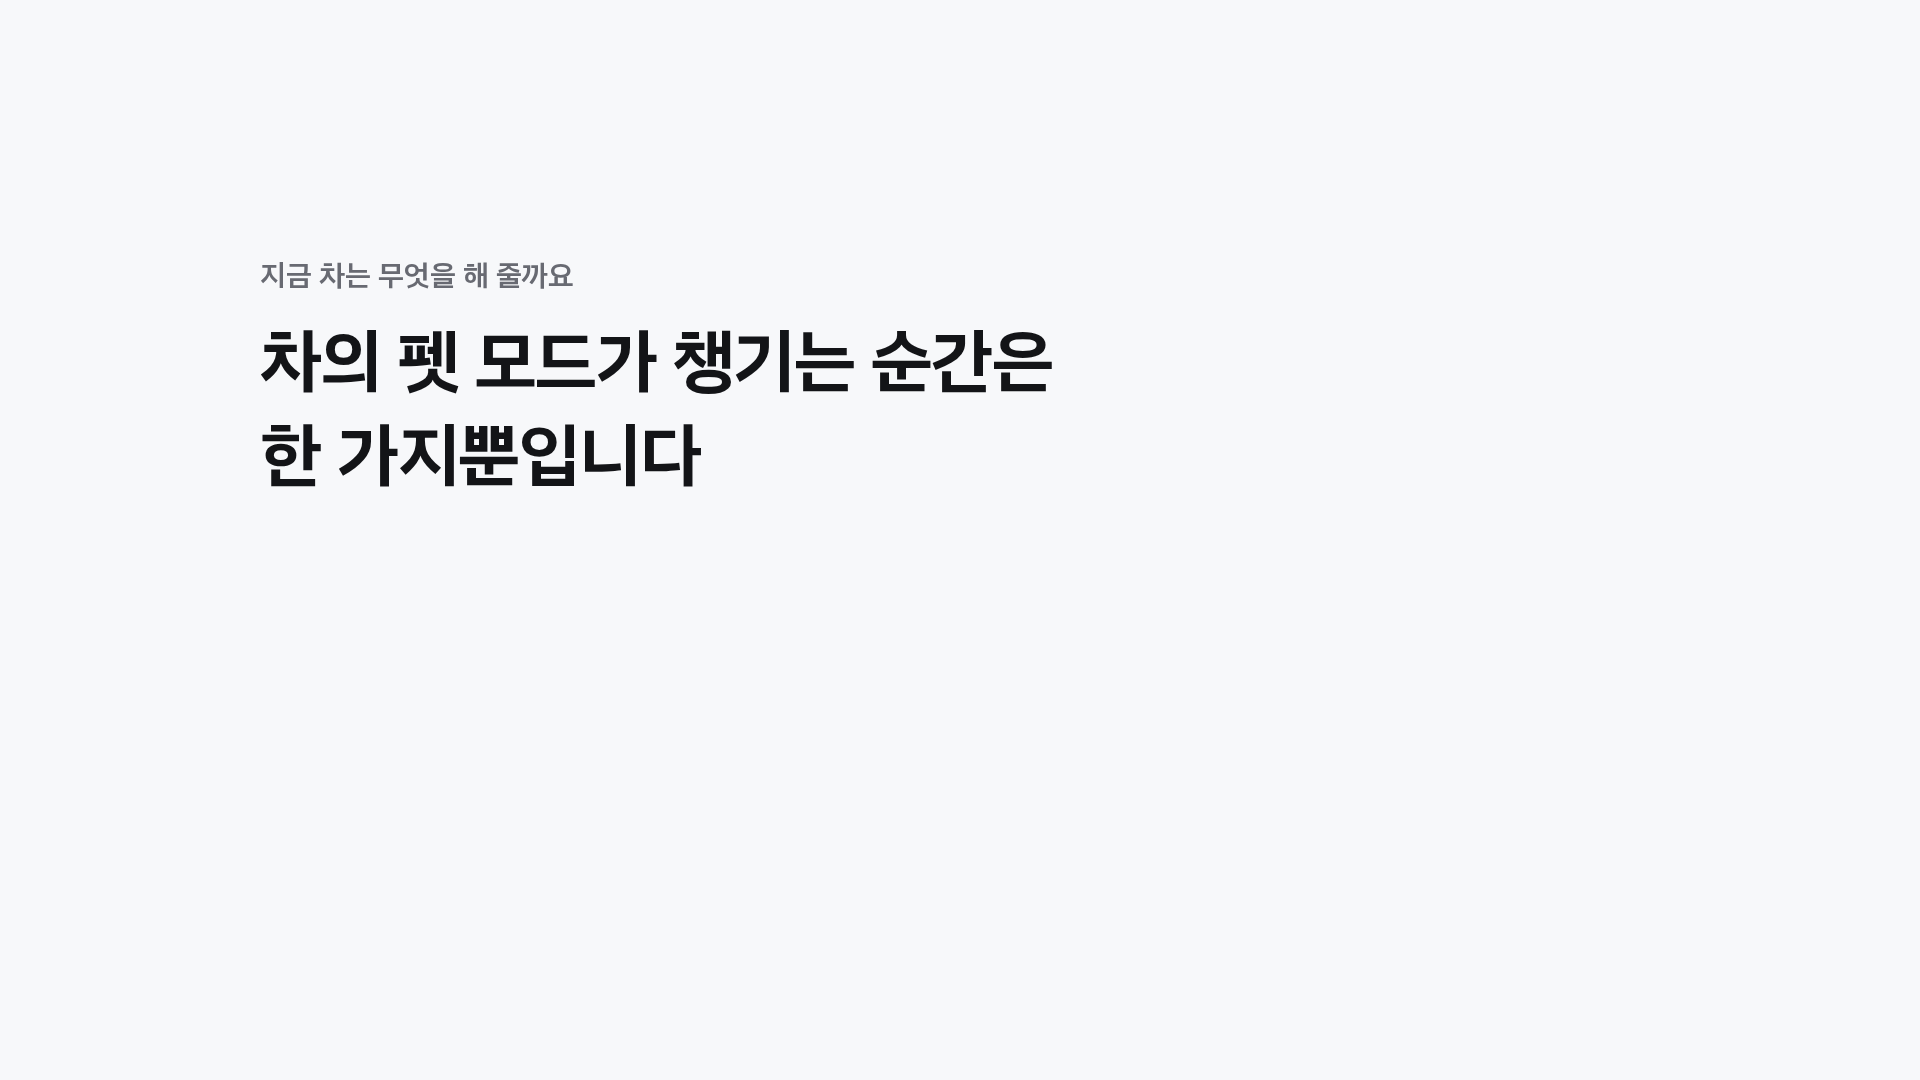 지금 차는 무엇을 해 줄까요
차의 펫 모드가 챙기는 순간은
한 가지뿐입니다